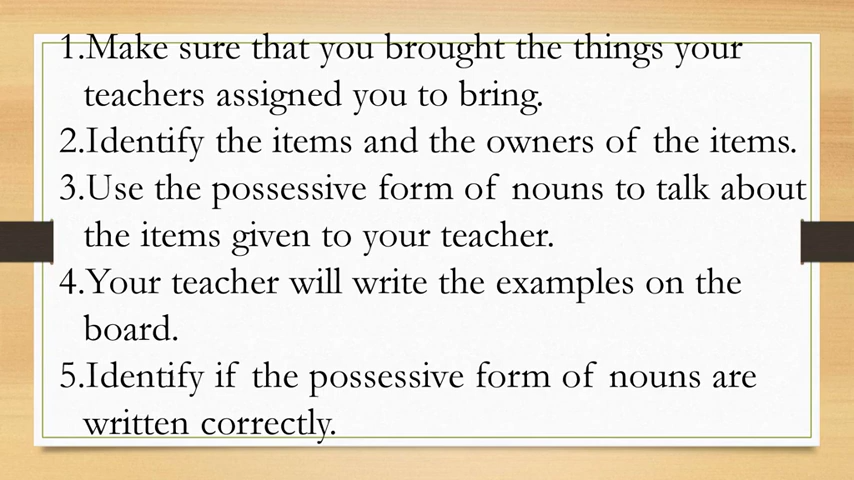 1.Make sure that you brought the things your
teachers assigned you to bring.
2.Identify the items and the owners of the items.
3.Use the possessive form of nouns to talk about
the items given to your teacher.
4.Your teacher will write the examples on the
board.
5.Identify if the possessive form of nouns are
written correctly.